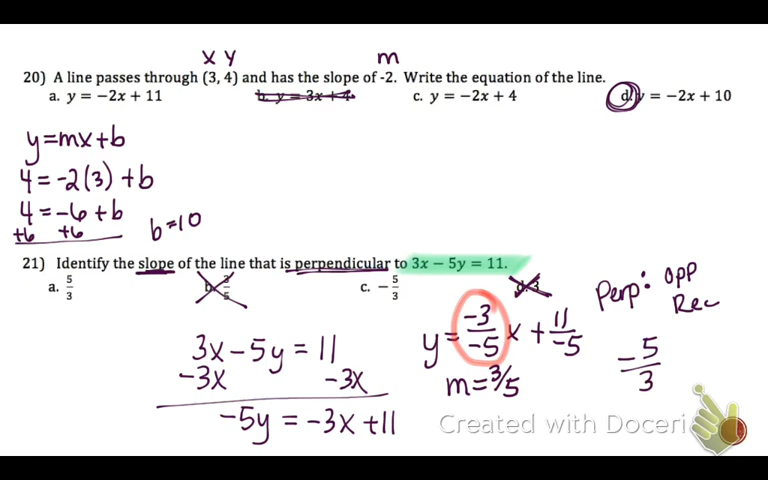 x y m
20) A line passes through (3, 4) and has the slope of -2. Write the equation of the line.
a. y = −2x + 11 b. y = 3x + 4 c. y = −2x + 4 d. y = −2x + 10
y=mx+b
4 = -2(3) + b
4 = -6 + b
+6 +6
b=10
21) Identify the slope of the line that is perpendicular to 3x − 5y = 11.
a. 5/3 b. 3/5 c. − 5/3
3x - 5y = 11
-3x -3x
-5y = -3x + 11
y = -3/-5 x + 11/-5
m = 3/5
Perp: opp
Rec
-5/3
Created with Doceri